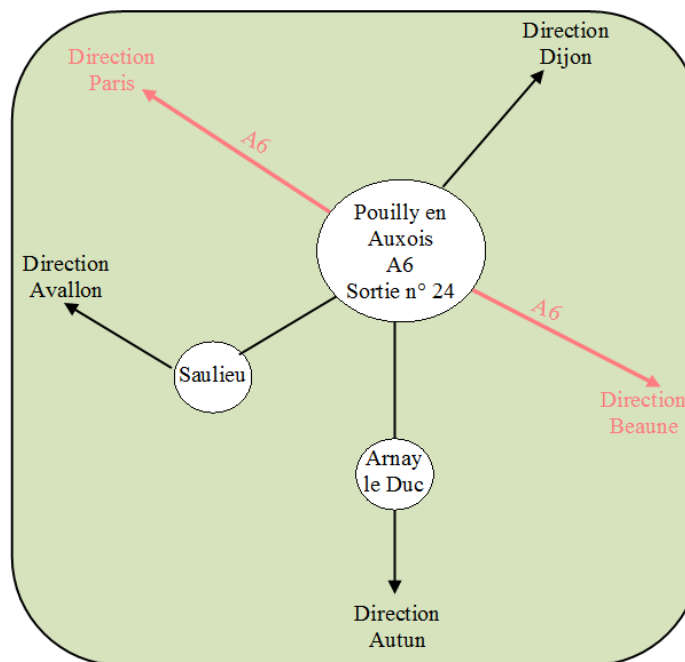 Direction
Dijon
Direction
Paris
A6
Pouilly en
Auxois
A6
Sortie n° 24
Direction
Avallon
A6
Saulieu
Direction
Beaune
Arnay
le Duc
Direction
Autun